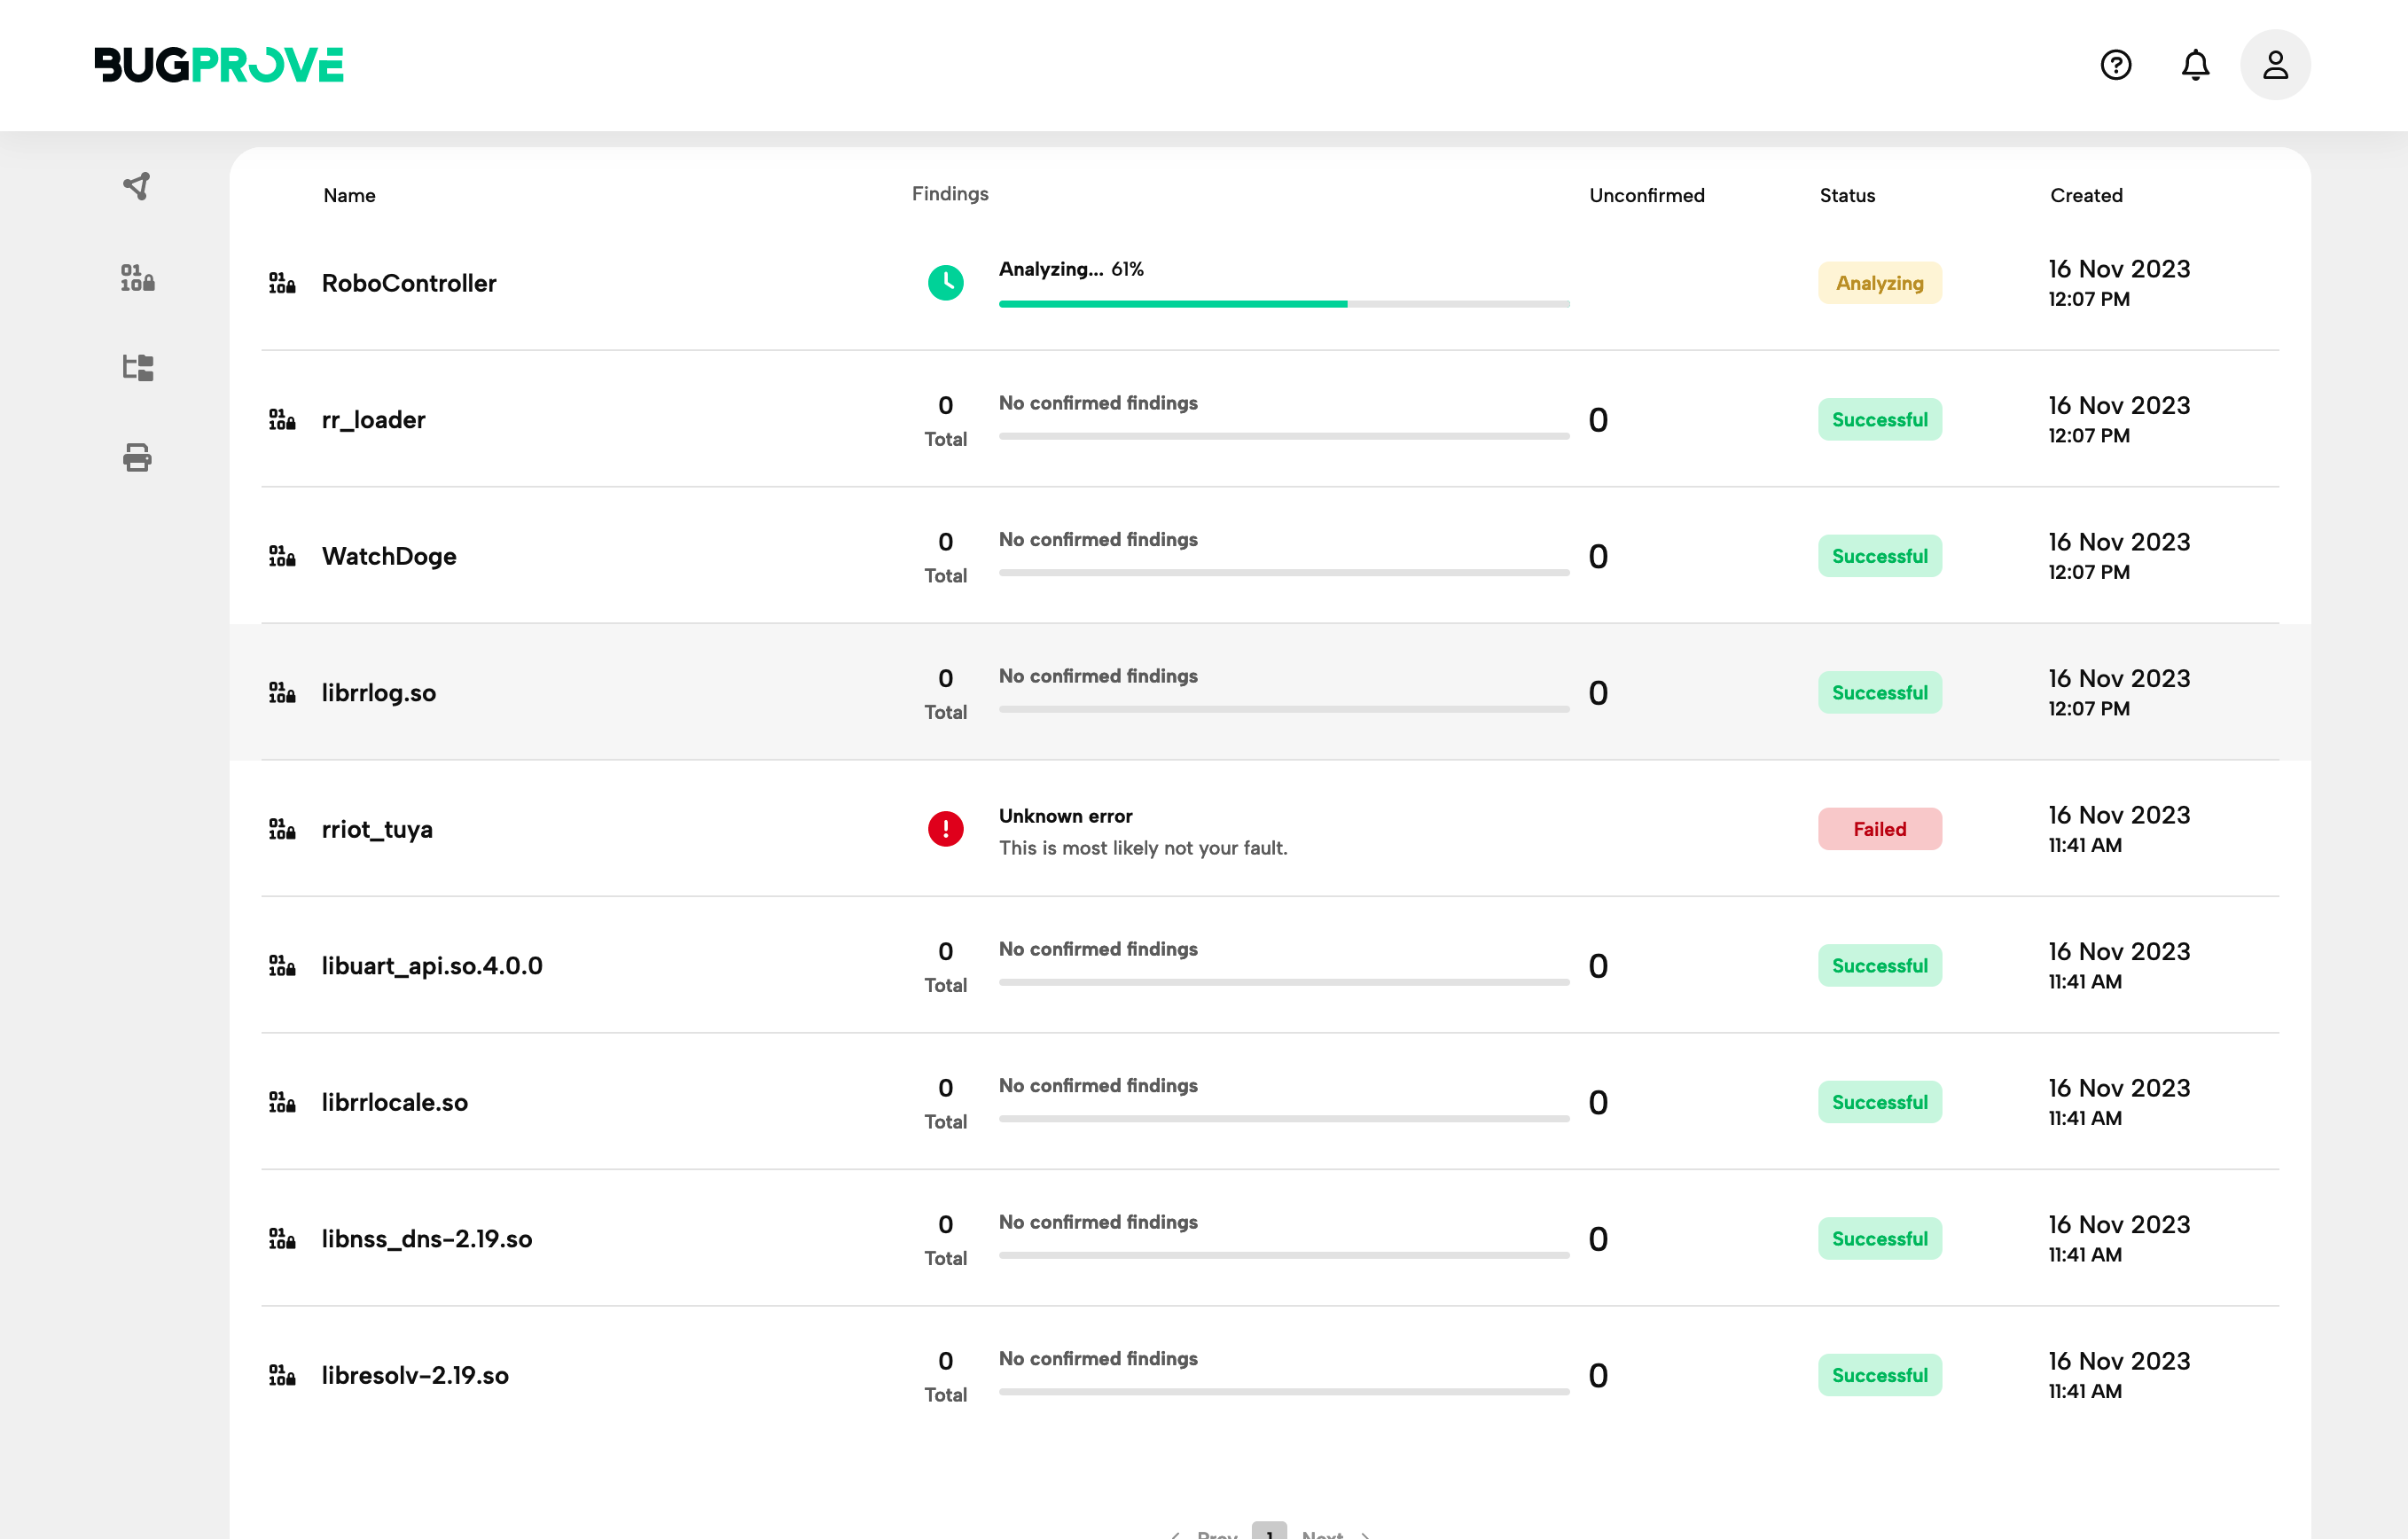 BUGPROVE
Name Findings Unconfirmed Status Created
RoboController Analyzing... 61% Analyzing 16 Nov 2023
12:07 PM
rr_loader 0 Total No confirmed findings 0 Successful 16 Nov 2023
12:07 PM
WatchDoge 0 Total No confirmed findings 0 Successful 16 Nov 2023
12:07 PM
librrlog.so 0 Total No confirmed findings 0 Successful 16 Nov 2023
12:07 PM
rriot_tuya Unknown error Failed 16 Nov 2023
This is most likely not your fault. 11:41 AM
libuart_api.so.4.0.0 0 Total No confirmed findings 0 Successful 16 Nov 2023
11:41 AM
librrlocale.so 0 Total No confirmed findings 0 Successful 16 Nov 2023
11:41 AM
libnss_dns-2.19.so 0 Total No confirmed findings 0 Successful 16 Nov 2023
11:41 AM
libresolv-2.19.so 0 Total No confirmed findings 0 Successful 16 Nov 2023
11:41 AM
Prev 1 Next